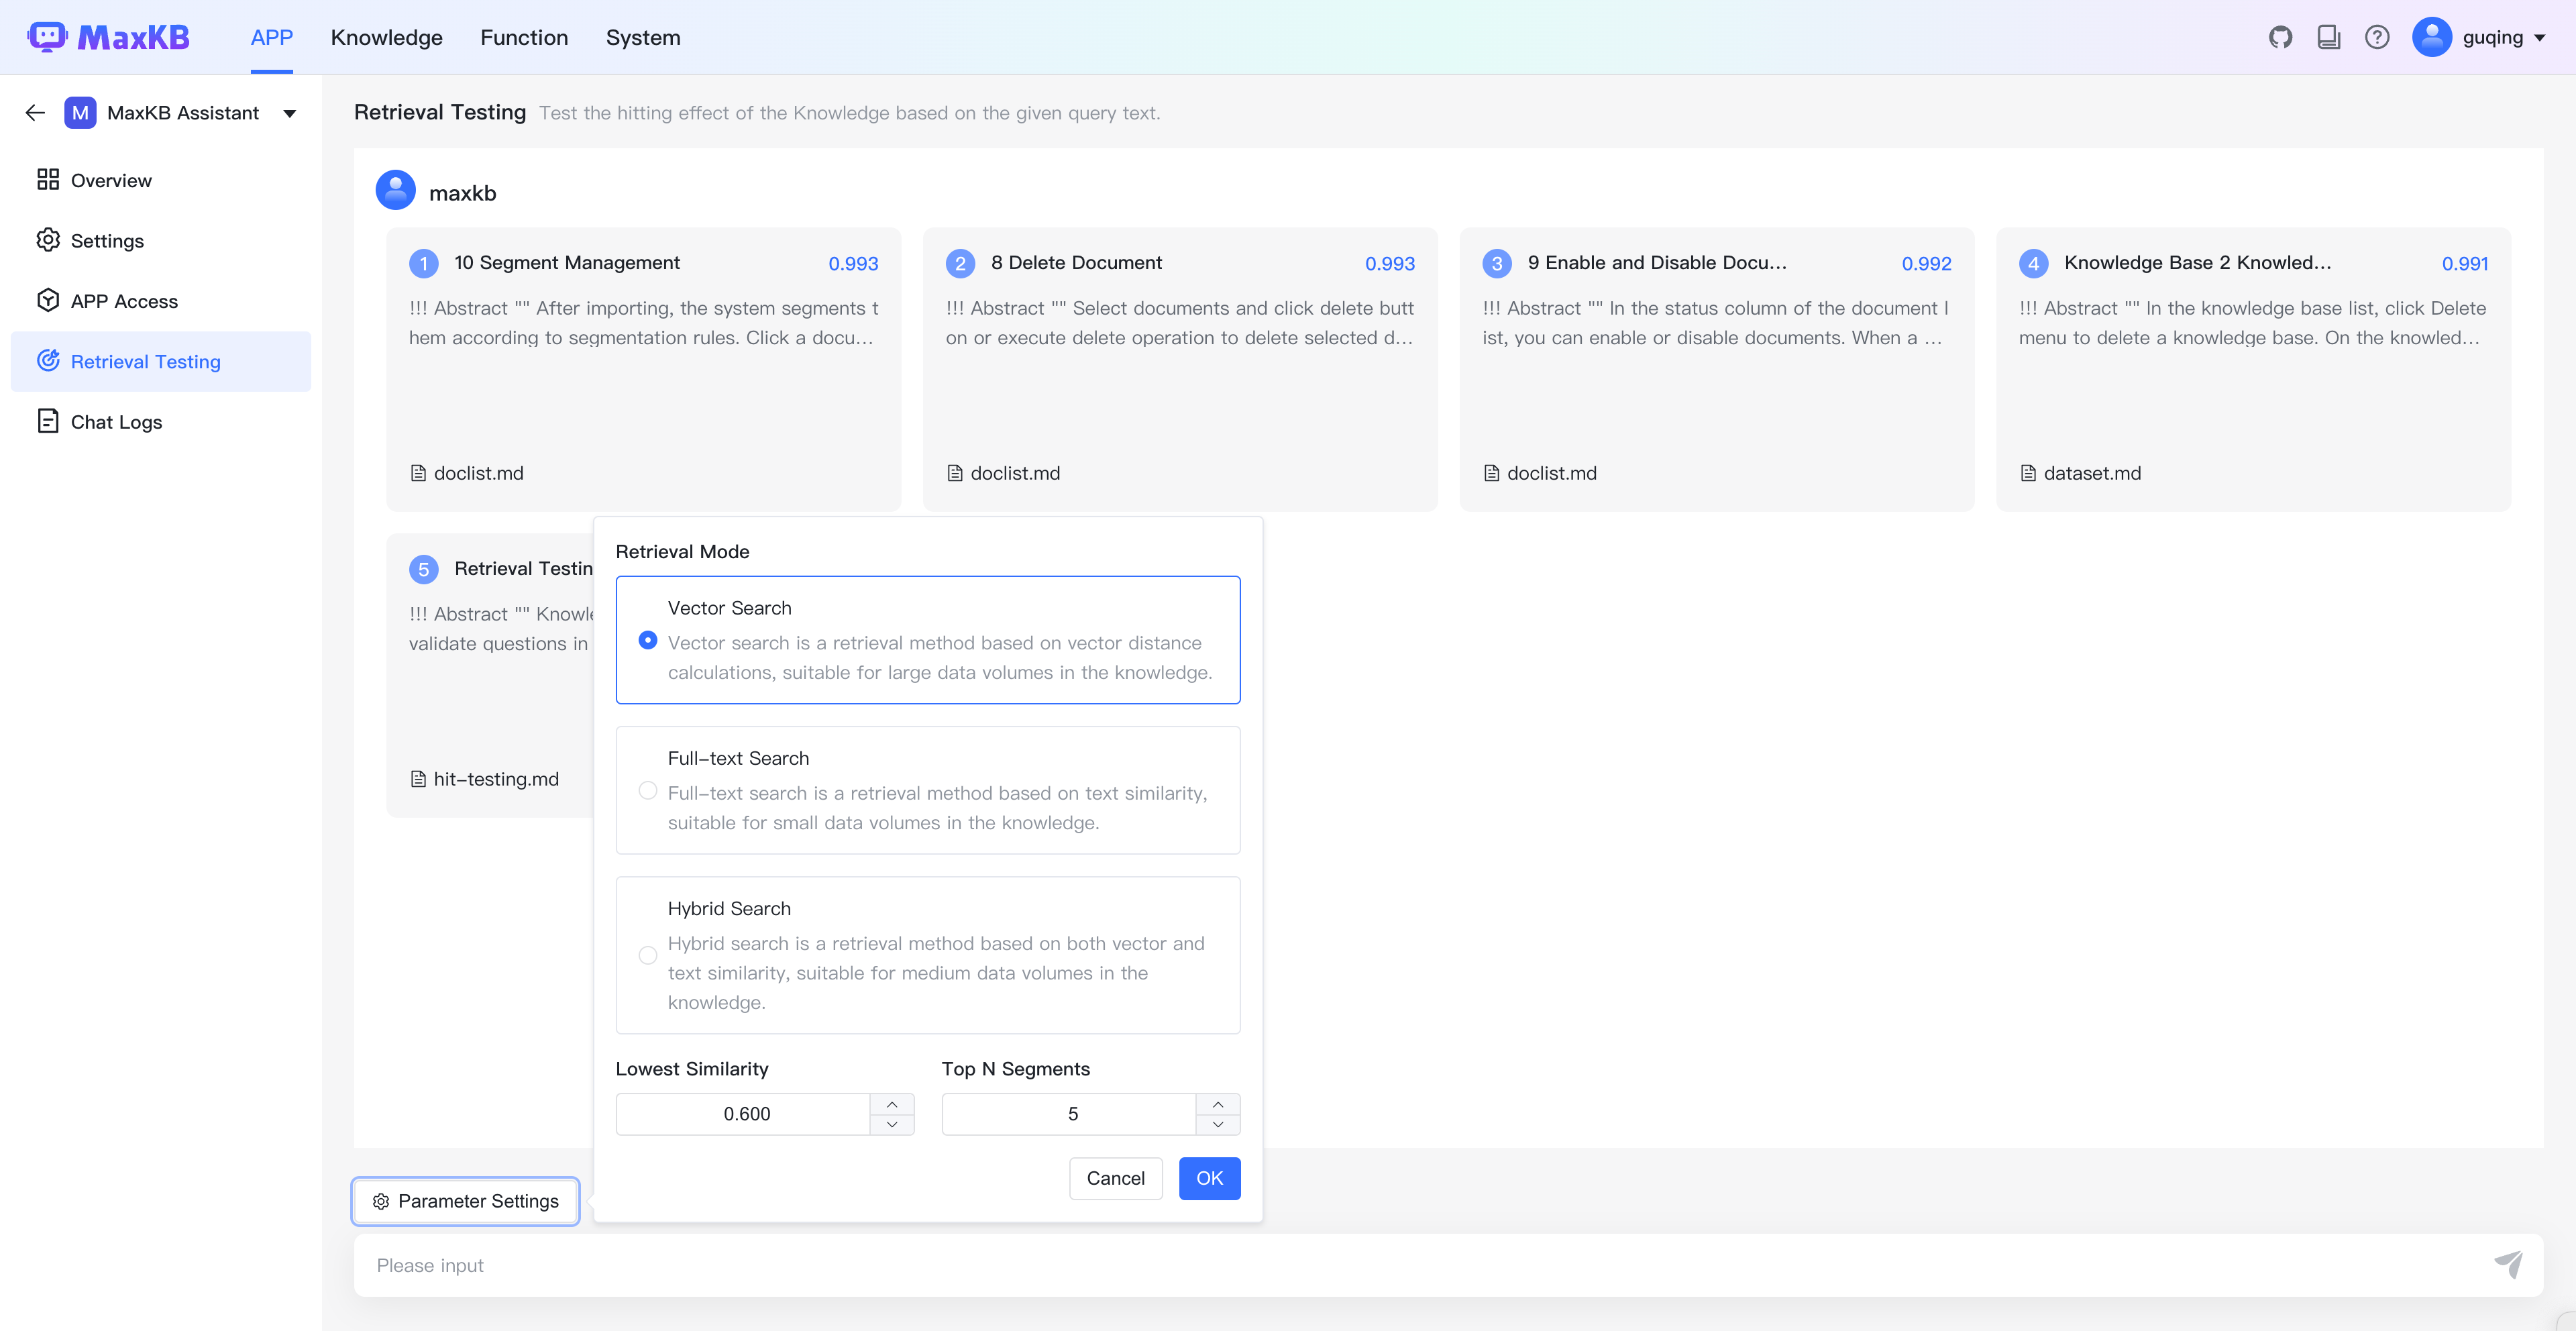 MaxKB
APP
Knowledge
Function
System
guqing
M
MaxKB Assistant
Overview
Settings
APP Access
Retrieval Testing
Chat Logs
Retrieval Testing
Test the hitting effect of the Knowledge based on the given query text.
maxkb
1
10 Segment Management
0.993
!!! Abstract "" After importing, the system segments t
hem according to segmentation rules. Click a docu...
doclist.md
2
8 Delete Document
0.993
!!! Abstract "" Select documents and click delete butt
on or execute delete operation to delete selected d...
doclist.md
3
9 Enable and Disable Docu...
0.992
!!! Abstract "" In the status column of the document l
ist, you can enable or disable documents. When a ...
doclist.md
4
Knowledge Base 2 Knowled...
0.991
!!! Abstract "" In the knowledge base list, click Delete
menu to delete a knowledge base. On the knowled...
dataset.md
5
Retrieval Testin
!!! Abstract "" Knowle
validate questions in
hit-testing.md
Retrieval Mode
Vector Search
Vector search is a retrieval method based on vector distance
calculations, suitable for large data volumes in the knowledge.
Full-text Search
Full-text search is a retrieval method based on text similarity,
suitable for small data volumes in the knowledge.
Hybrid Search
Hybrid search is a retrieval method based on both vector and
text similarity, suitable for medium data volumes in the
knowledge.
Lowest Similarity
Top N Segments
0.600
5
Cancel
OK
Parameter Settings
Please input